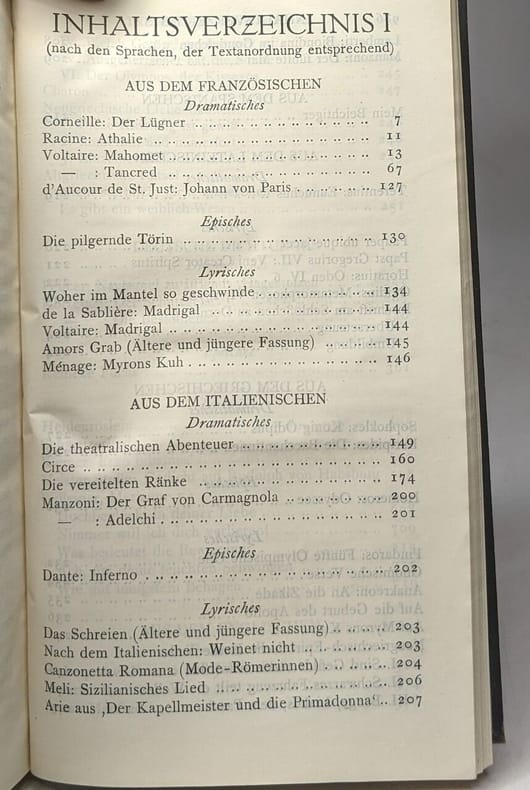 INHALTSVERZEICHNIS I
(nach den Sprachen, der Textanordnung entsprechend)
AUS DEM FRANZÖSISCHEN
Dramatisches
Corneille: Der Lügner .. .. .. .. .. .. .. .. .. 7
Racine: Athalie .. .. .. .. .. .. .. .. .. .. 11
Voltaire: Mahomet .. .. .. .. .. .. .. .. .. 13
— : Tancred .. .. .. .. .. .. .. .. .. 67
d'Aucour de St. Just: Johann von Paris .. .. .. .. 127
Episches
Die pilgernde Törin .. .. .. .. .. .. .. .. .. 130
Lyrisches
Woher im Mantel so geschwinde .. .. .. .. .. .. 134
de la Sablière: Madrigal .. .. .. .. .. .. .. .. 144
Voltaire: Madrigal .. .. .. .. .. .. .. .. .. 144
Amors Grab (Ältere und jüngere Fassung) .. .. .. 145
Ménage: Myrons Kuh .. .. .. .. .. .. .. .. .. 146
AUS DEM ITALIENISCHEN
Dramatisches
Die theatralischen Abenteuer .. .. .. .. .. .. .. 149
Circe .. .. .. .. .. .. .. .. .. .. .. .. 160
Die vereitelten Ränke .. .. .. .. .. .. .. .. 174
Manzoni: Der Graf von Carmagnola .. .. .. .. .. 200
— : Adelchi .. .. .. .. .. .. .. .. .. .. 201
Episches
Dante: Inferno .. .. .. .. .. .. .. .. .. .. 202
Lyrisches
Das Schreien (Ältere und jüngere Fassung) .. .. .. 203
Nach dem Italienischen: Weinet nicht .. .. .. .. 203
Canzonetta Romana (Mode-Römerinnen) .. .. .. .. 204
Meli: Sizilianisches Lied .. .. .. .. .. .. .. .. 206
Arie aus ‚Der Kapellmeister und die Primadonna‘ .. 207